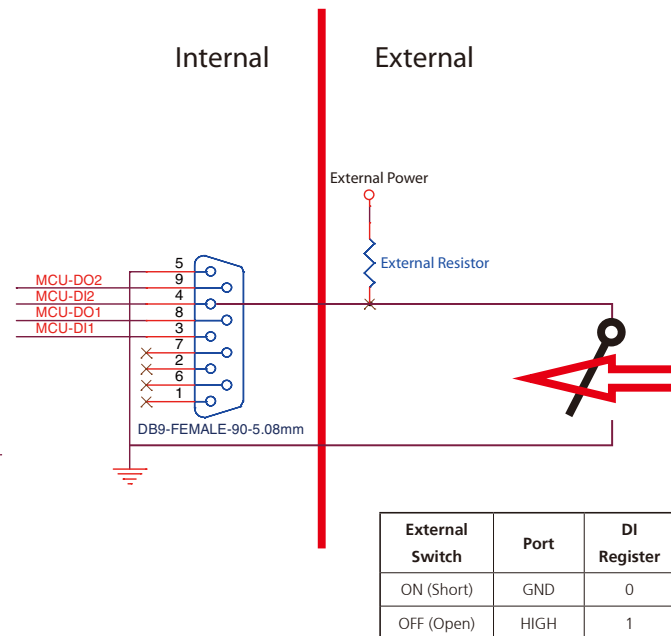 Internal
External
External Power
External Resistor
5
MCU-DO2 9
MCU-DI2 4
MCU-DO1 8
MCU-DI1 3
7
2
6
1
DB9-FEMALE-90-5.08mm
External Switch Port DI Register
ON (Short) GND 0
OFF (Open) HIGH 1